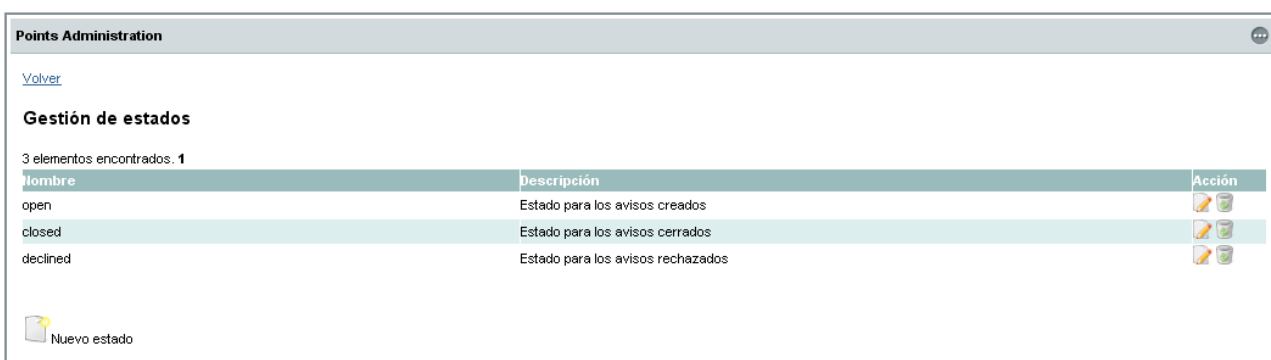 Points Administration
Volver
Gestión de estados
3 elementos encontrados. 1
Nombre Descripción Acción
open Estado para los avisos creados
closed Estado para los avisos cerrados
declined Estado para los avisos rechazados
Nuevo estado